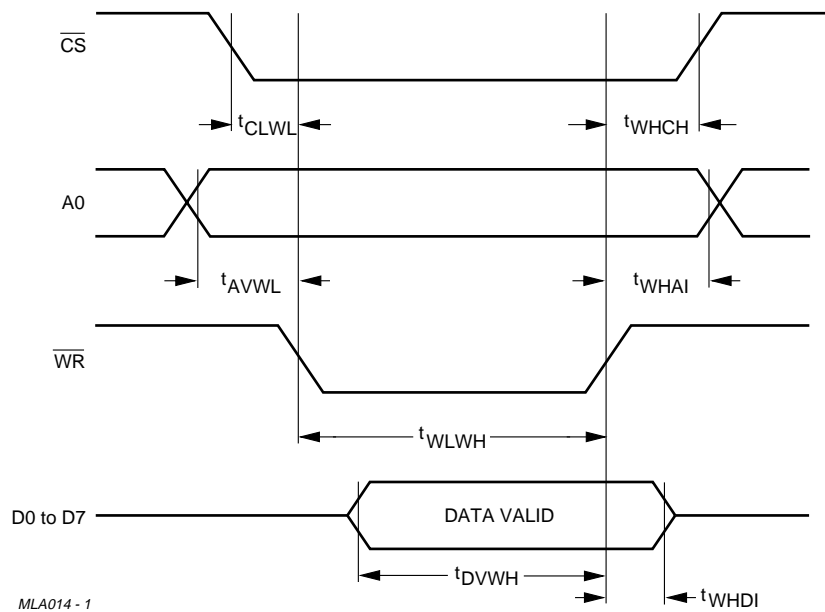 CS
tCLWL
tWHCH
A0
tAVWL
tWHAI
WR
tWLWH
D0 to D7
DATA VALID
tDVWH
tWHDI
MLA014 - 1